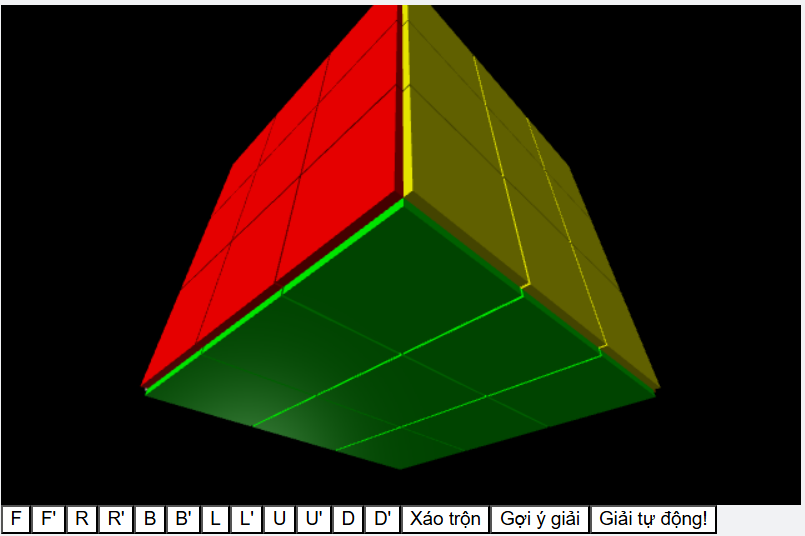 F F' R R' B B' L L' U U' D D' Xáo trộn Gợi ý giải Giải tự động!